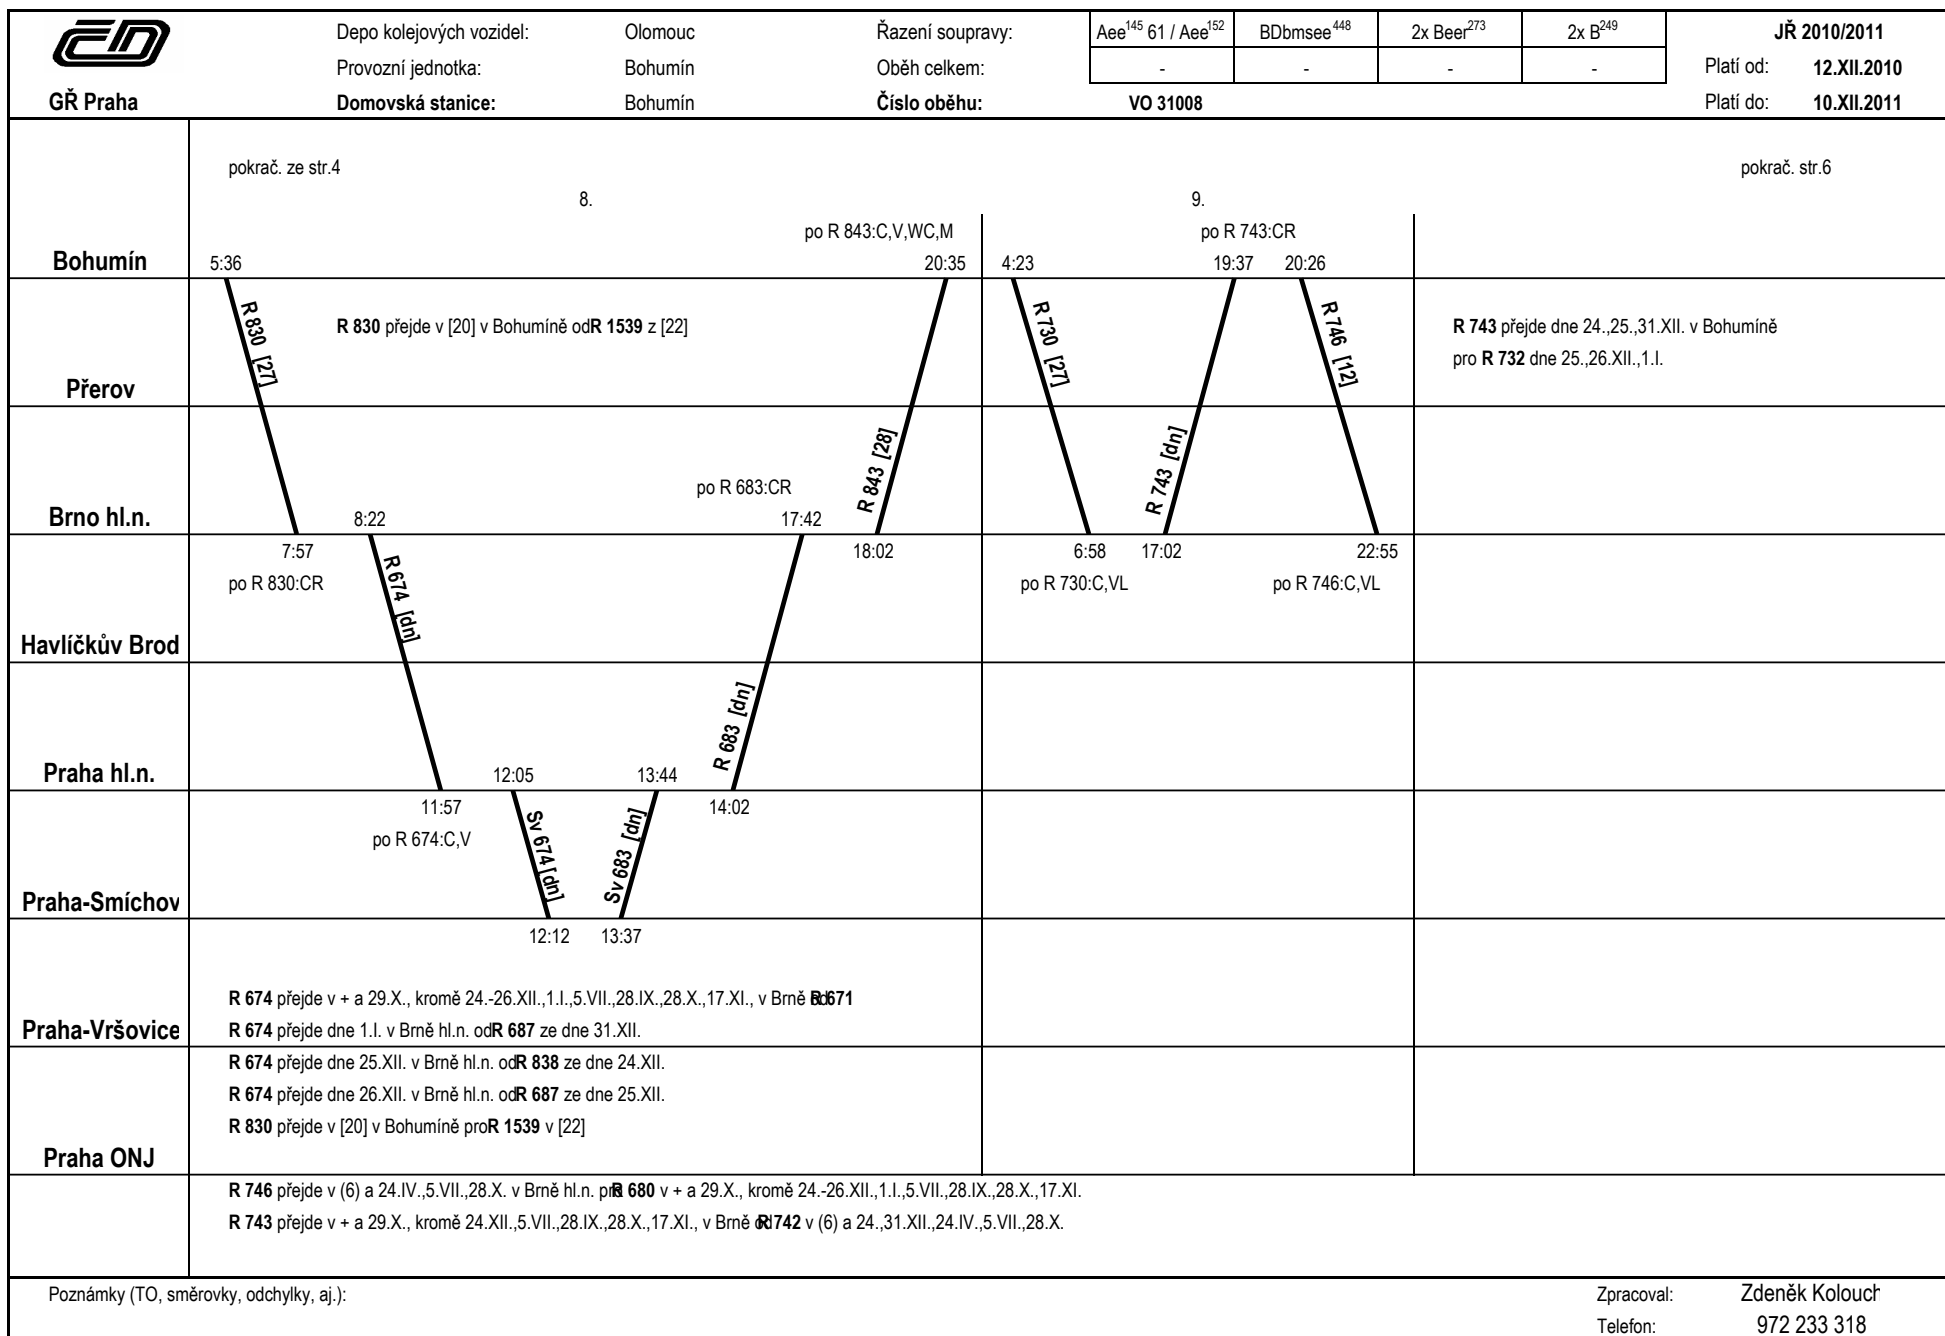 ČD
Depo kolejových vozidel: Olomouc Řazení soupravy: Aee145 61 / Aee152 BDbmsee448 2x Beer273 2x B249 JŘ 2010/2011
Provozní jednotka: Bohumín Oběh celkem: - - - - Platí od: 12.XII.2010
GŘ Praha Domovská stanice: Bohumín Číslo oběhu: VO 31008 Platí do: 10.XII.2011
pokrač. ze str.4 pokrač. str.6
8. 9.
po R 843:C,V,WC,M po R 743:CR
Bohumín 5:36 20:35 4:23 19:37 20:26
R 830 [27]
R 830 přejde v [20] v Bohumíně odR 1539 z [22]
R 730 [27]
R 746 [12]
R 743 přejde dne 24.,25.,31.XII. v Bohumíně
pro R 732 dne 25.,26.XII.,1.I.
Přerov
R 843 [28]
R 743 [dn]
po R 683:CR
Brno hl.n. 8:22 17:42
7:57 18:02 6:58 17:02 22:55
po R 830:CR po R 730:C,VL po R 746:C,VL
R 674 [dn]
Havlíčkův Brod
R 683 [dn]
Praha hl.n. 12:05 13:44
11:57 14:02
po R 674:C,V
Sv 674 [dn]
Sv 683 [dn]
Praha-Smíchov
12:12 13:37
R 674 přejde v + a 29.X., kromě 24.-26.XII.,1.I.,5.VII.,28.IX.,28.X.,17.XI., v Brně od R 671
Praha-Vršovice R 674 přejde dne 1.I. v Brně hl.n. odR 687 ze dne 31.XII.
R 674 přejde dne 25.XII. v Brně hl.n. odR 838 ze dne 24.XII.
R 674 přejde dne 26.XII. v Brně hl.n. odR 687 ze dne 25.XII.
R 830 přejde v [20] v Bohumíně proR 1539 v [22]
Praha ONJ
R 746 přejde v (6) a 24.IV.,5.VII.,28.X. v Brně hl.n. pro R 680 v + a 29.X., kromě 24.-26.XII.,1.I.,5.VII.,28.IX.,28.X.,17.XI.
R 743 přejde v + a 29.X., kromě 24.XII.,5.VII.,28.IX.,28.X.,17.XI., v Brně od R 742 v (6) a 24.,31.XII.,24.IV.,5.VII.,28.X.
Poznámky (TO, směrovky, odchylky, aj.): Zpracoval: Zdeněk Kolouch
Telefon: 972 233 318